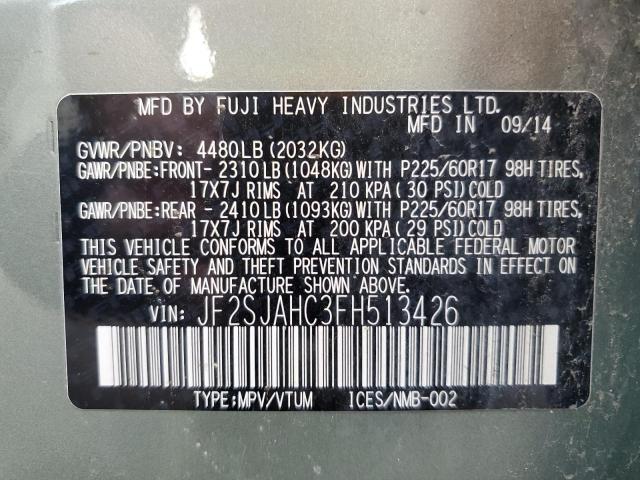 MFD BY FUJI HEAVY INDUSTRIES LTD.
MFD IN 09/14
GVWR/PNBV: 4480LB (2032KG)
GAWR/PNBE:FRONT- 2310 LB (1048KG) WITH P225/60R17 98H TIRES,
17X7J RIMS AT 210 KPA ( 30 PSI) COLD
GAWR/PNBE:REAR - 2410 LB (1093KG) WITH P225/60R17 98H TIRES,
17X7J RIMS AT 200 KPA ( 29 PSI) COLD
THIS VEHICLE CONFORMS TO ALL APPLICABLE FEDERAL MOTOR
VEHICLE SAFETY AND THEFT PREVENTION STANDARDS IN EFFECT ON
THE DATE OF MANUFACTURE SHOWN ABOVE.
VIN: JF2SJAHC3FH513426
TYPE:MPV/VTUM ICES/NMB-002